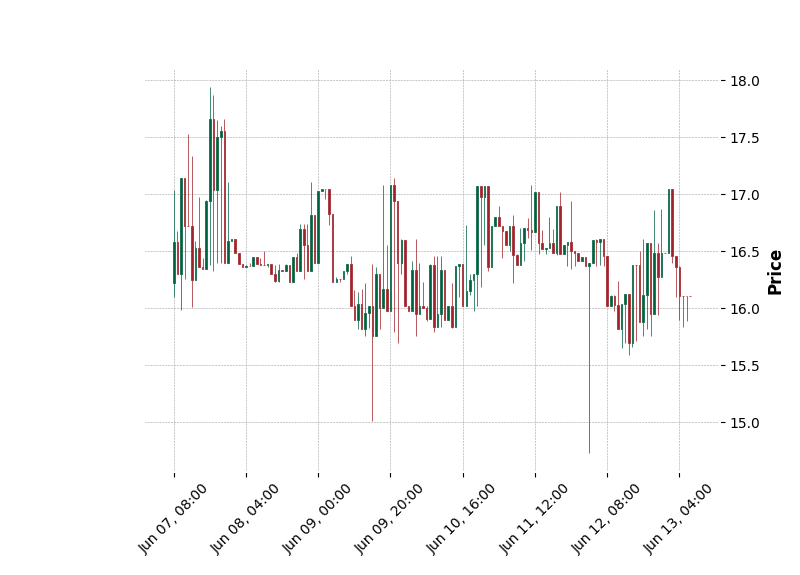 18.0
17.5
17.0
16.5
16.0
15.5
15.0
Price
Jun 07, 08:00
Jun 08, 04:00
Jun 09, 00:00
Jun 09, 20:00
Jun 10, 16:00
Jun 11, 12:00
Jun 12, 08:00
Jun 13, 04:00